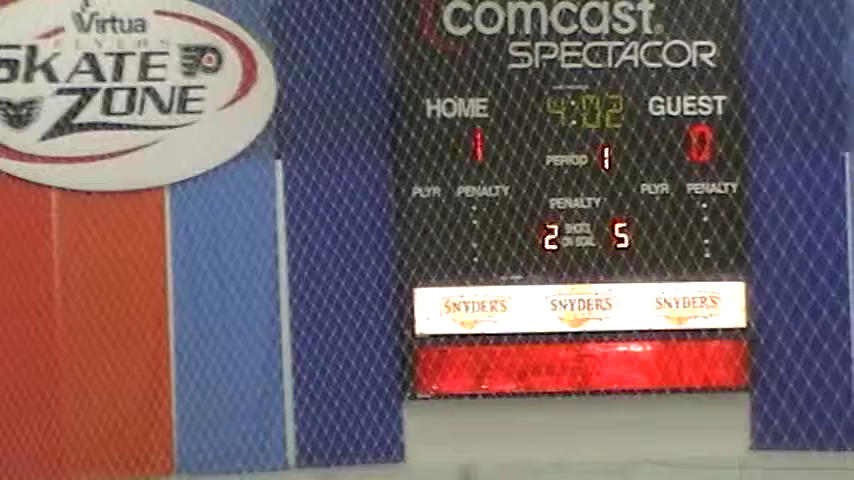 Virtua
FLYERS
SKATE
ZONE
comcast
SPECTACOR
HOME 4:02 GUEST
1 PERIOD 1 0
PLYR PENALTY PLYR PENALTY
PENALTY
2 SHOTS ON GOAL 5
SNYDER'S SNYDER'S SNYDER'S